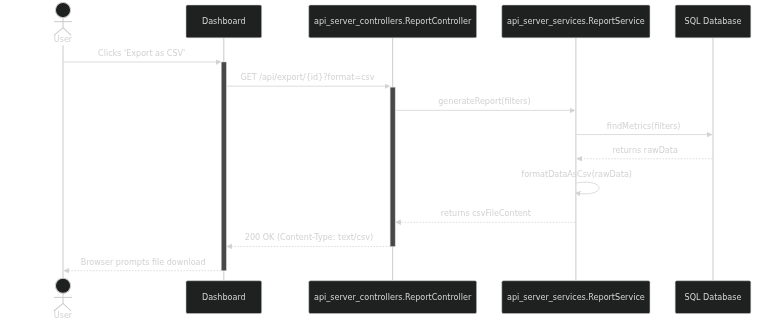 Dashboard
api_server_controllers.ReportController
api_server_services.ReportService
SQL Database
User
Clicks 'Export as CSV'
GET /api/export/{id}?format=csv
generateReport(filters)
findMetrics(filters)
returns rawData
formatDataAsCsv(rawData)
returns csvFileContent
200 OK (Content-Type: text/csv)
Browser prompts file download
Dashboard
api_server_controllers.ReportController
api_server_services.ReportService
SQL Database
User